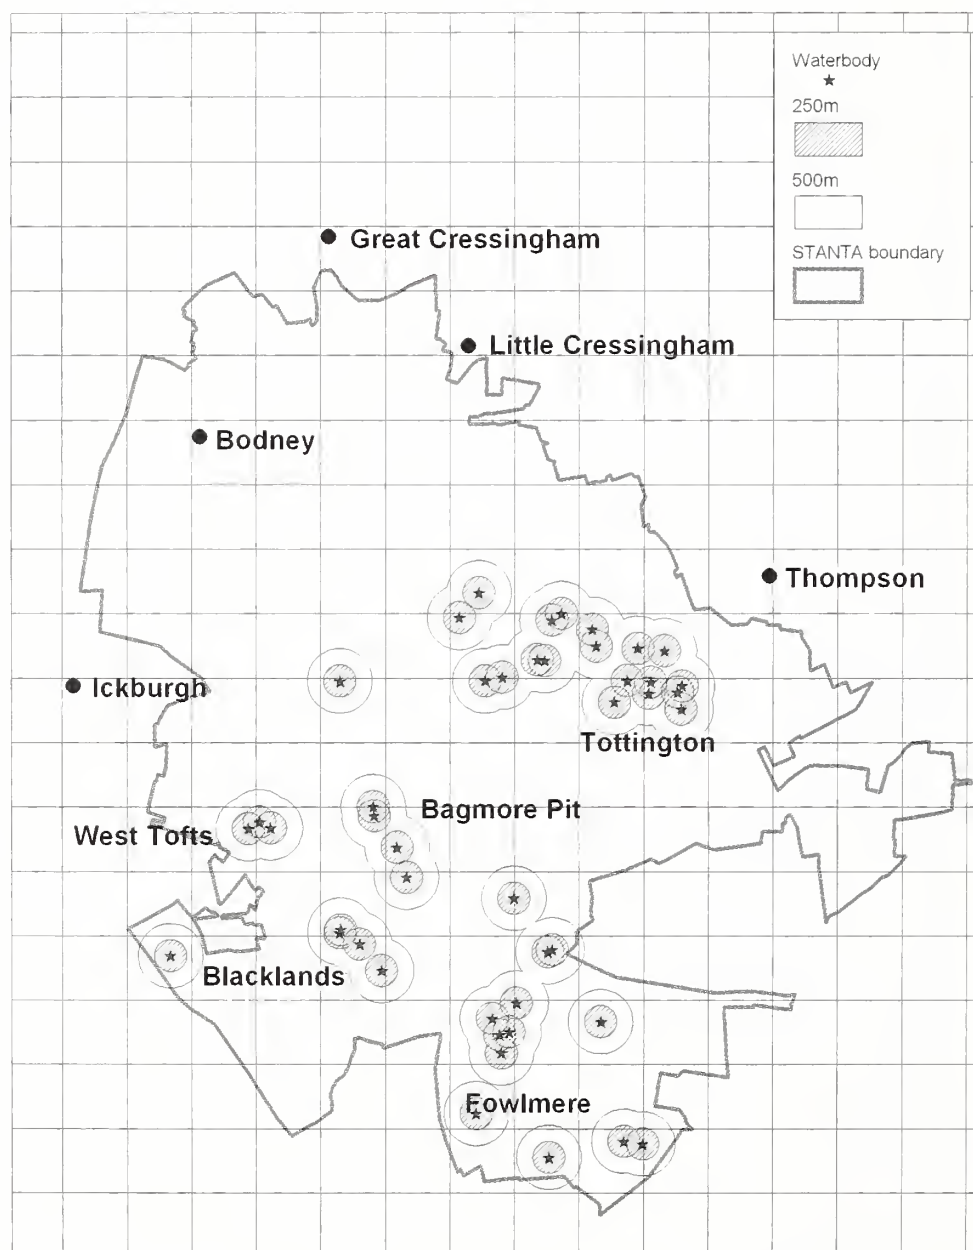 Waterbody
250m
500m
STANTA boundary
Great Cressingham
Little Cressingham
Bodney
Thompson
Ickburgh
Tottington
Bagmore Pit
West Tofts
Blacklands
Fowlmere